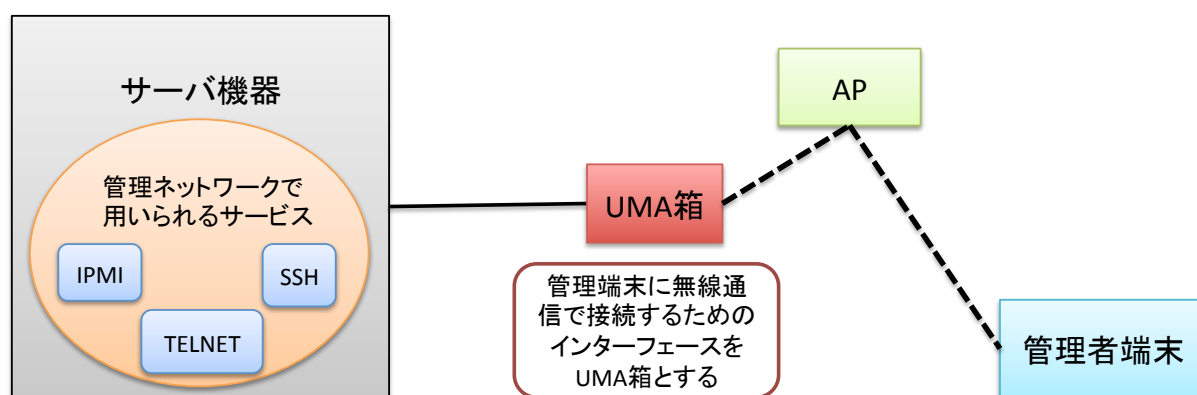 サーバ機器
管理ネットワークで
用いられるサービス
IPMI
SSH
TELNET
UMA箱
AP
管理端末に無線通
信で接続するための
インターフェースを
UMA箱とする
管理者端末